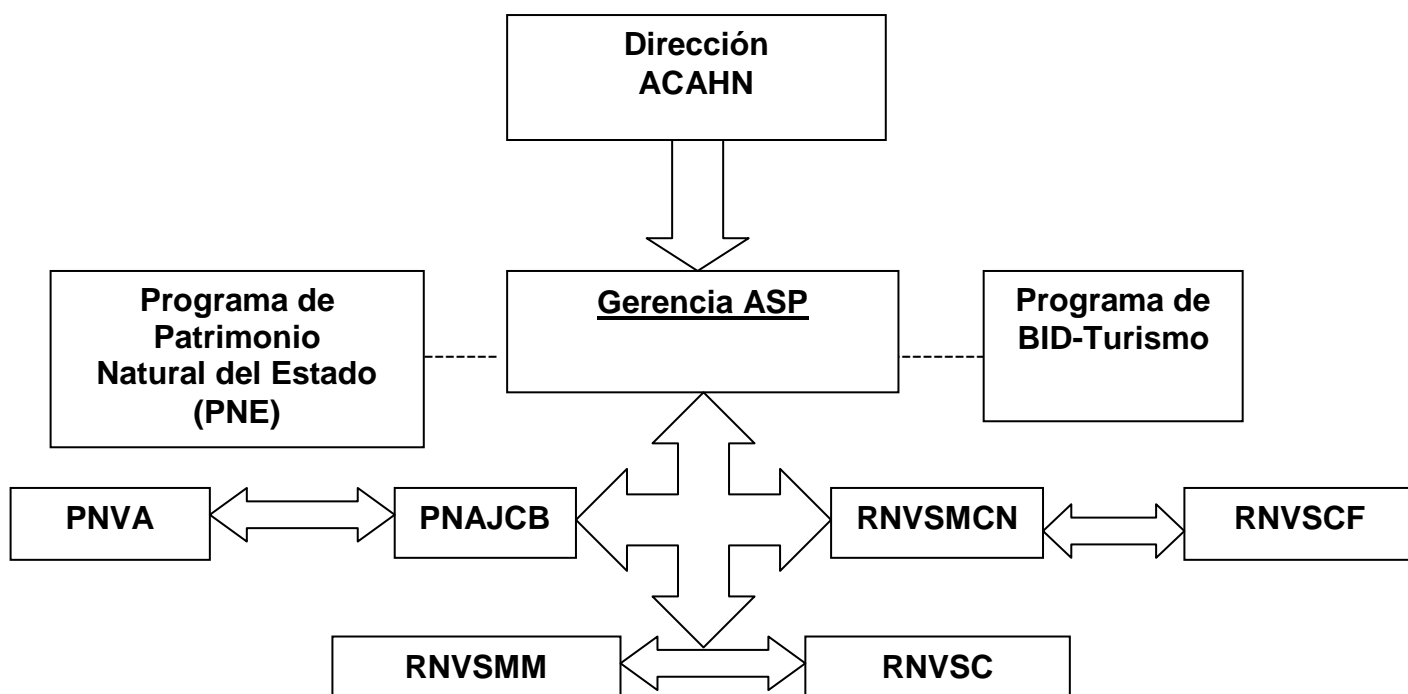 Dirección
ACAHN
Programa de
Patrimonio
Natural del Estado
(PNE)
Gerencia ASP
Programa de
BID-Turismo
PNVA
PNAJCB
RNVSMCN
RNVSCF
RNVSMM
RNVSC